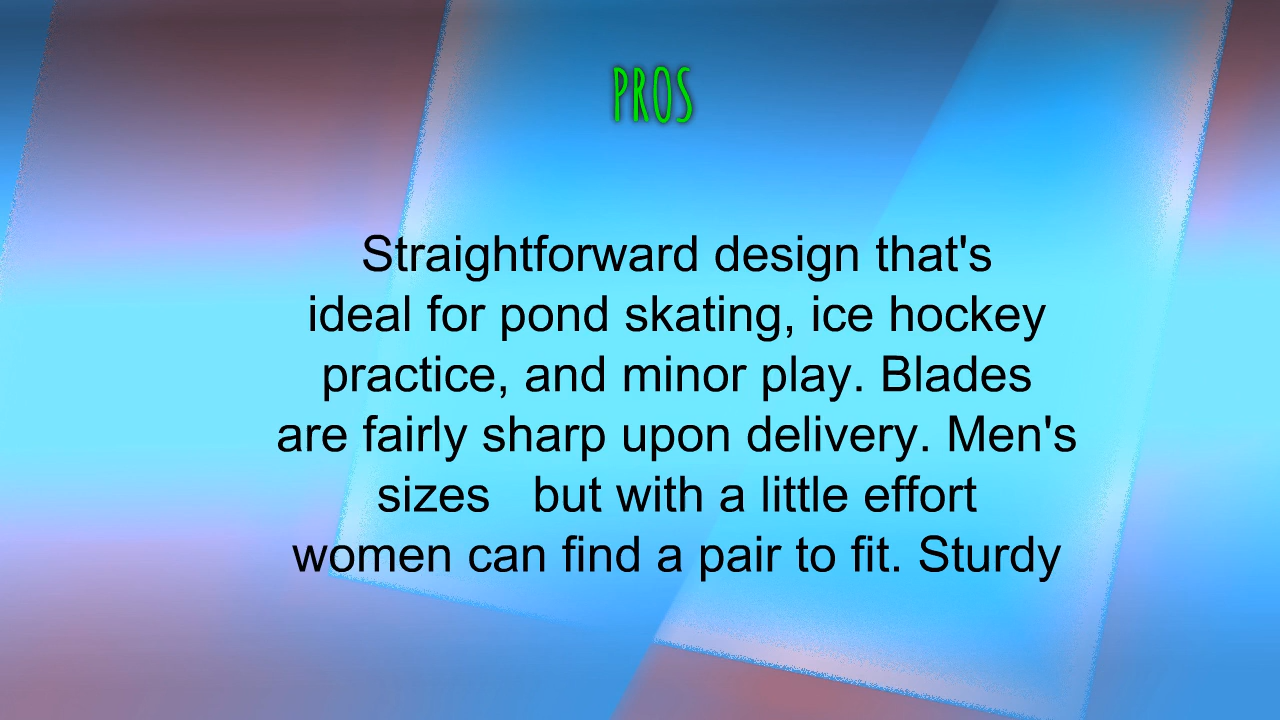 PROS
Straightforward design that's
ideal for pond skating, ice hockey
practice, and minor play. Blades
are fairly sharp upon delivery. Men's
sizes   but with a little effort
women can find a pair to fit. Sturdy